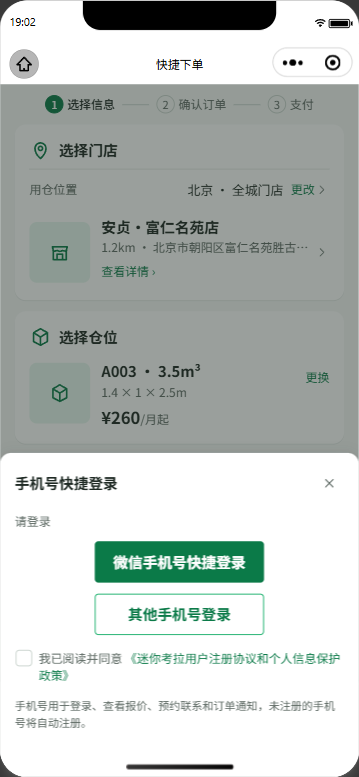 19:02
快捷下单
1 选择信息 2 确认订单 3 支付
选择门店
用仓位置 北京 · 全城门店 更改 ›
安贞·富仁名苑店
1.2km · 北京市朝阳区富仁名苑胜古…
查看详情 ›
选择仓位
A003 · 3.5m³
1.4 × 1 × 2.5m
更换
¥260/月起
手机号快捷登录
请登录
微信手机号快捷登录
其他手机号登录
我已阅读并同意 《迷你考拉用户注册协议和个人信息保护
政策》
手机号用于登录、查看报价、预约联系和订单通知，未注册的手机
号将自动注册。